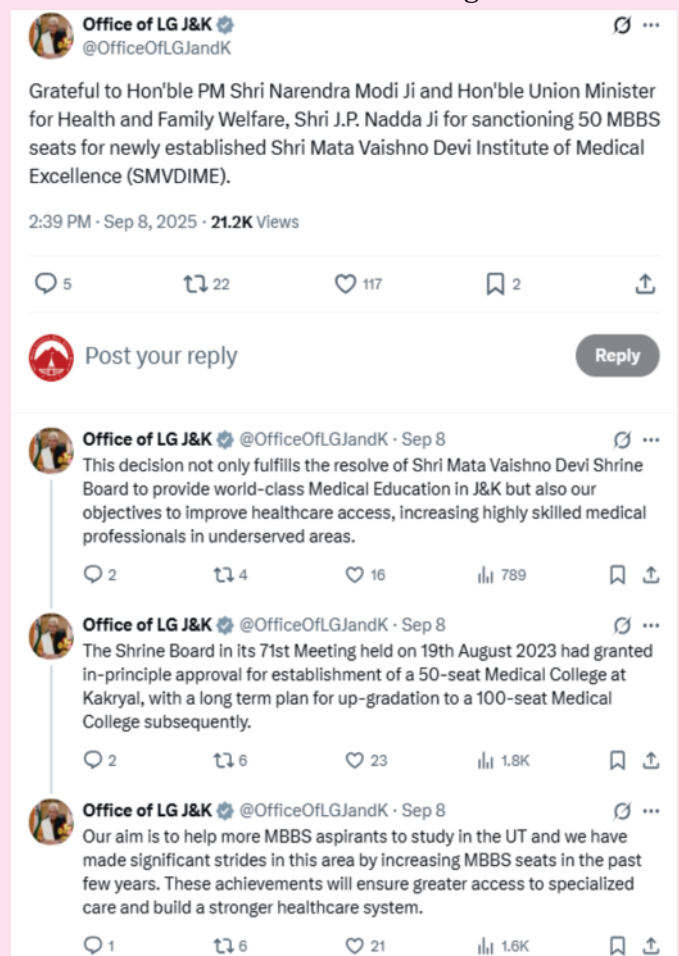 Office of LG J&K
@OfficeOfLGJandK
Grateful to Hon'ble PM Shri Narendra Modi Ji and Hon'ble Union Minister
for Health and Family Welfare, Shri J.P. Nadda Ji for sanctioning 50 MBBS
seats for newly established Shri Mata Vaishno Devi Institute of Medical
Excellence (SMVDIME).
2:39 PM · Sep 8, 2025 · 21.2K Views
5 22 117 2
Post your reply Reply
Office of LG J&K @OfficeOfLGJandK · Sep 8
This decision not only fulfills the resolve of Shri Mata Vaishno Devi Shrine
Board to provide world-class Medical Education in J&K but also our
objectives to improve healthcare access, increasing highly skilled medical
professionals in underserved areas.
2 4 16 789
Office of LG J&K @OfficeOfLGJandK · Sep 8
The Shrine Board in its 71st Meeting held on 19th August 2023 had granted
in-principle approval for establishment of a 50-seat Medical College at
Kakryal, with a long term plan for up-gradation to a 100-seat Medical
College subsequently.
2 6 23 1.8K
Office of LG J&K @OfficeOfLGJandK · Sep 8
Our aim is to help more MBBS aspirants to study in the UT and we have
made significant strides in this area by increasing MBBS seats in the past
few years. These achievements will ensure greater access to specialized
care and build a stronger healthcare system.
1 6 21 1.6K